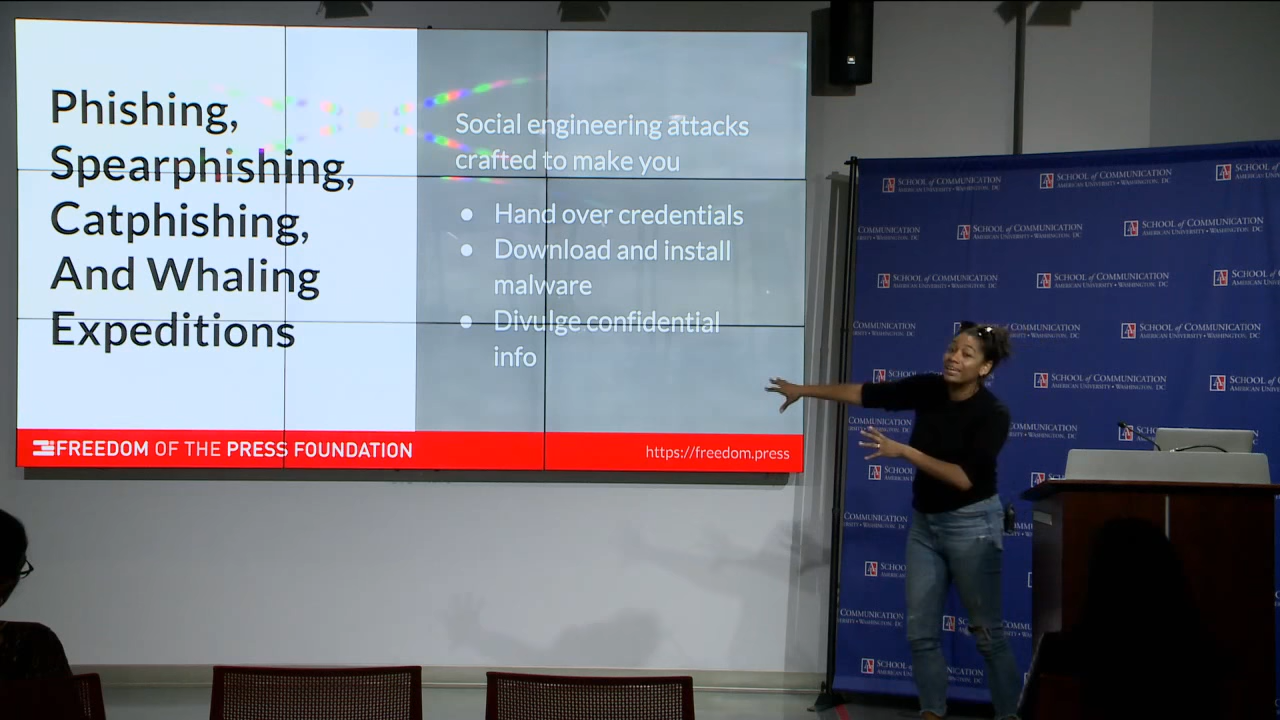 Phishing,
Spearphishing,
Catphishing,
And Whaling
Expeditions
Social engineering attacks
crafted to make you
● Hand over credentials
● Download and install
malware
● Divulge confidential
info
FREEDOM OF THE PRESS FOUNDATION
https://freedom.press
SCHOOL of COMMUNICATION
AMERICAN UNIVERSITY • WASHINGTON, DC